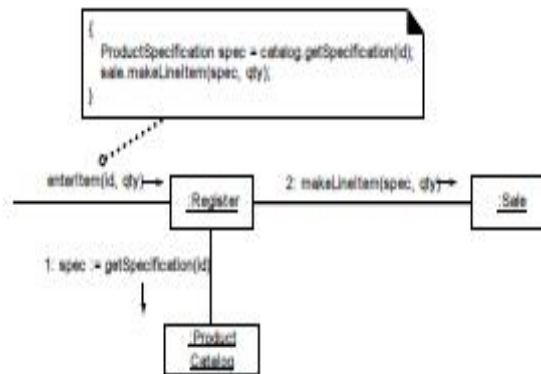 {
ProductSpecification spec = catalog.getSpecification(id);
sale.makeLineItem(spec, qty);
}
enterItem(id, qty)
2: makeLineItem(spec, qty)
:Register
:Sale
1: spec := getSpecification(id)
:Product
Catalog